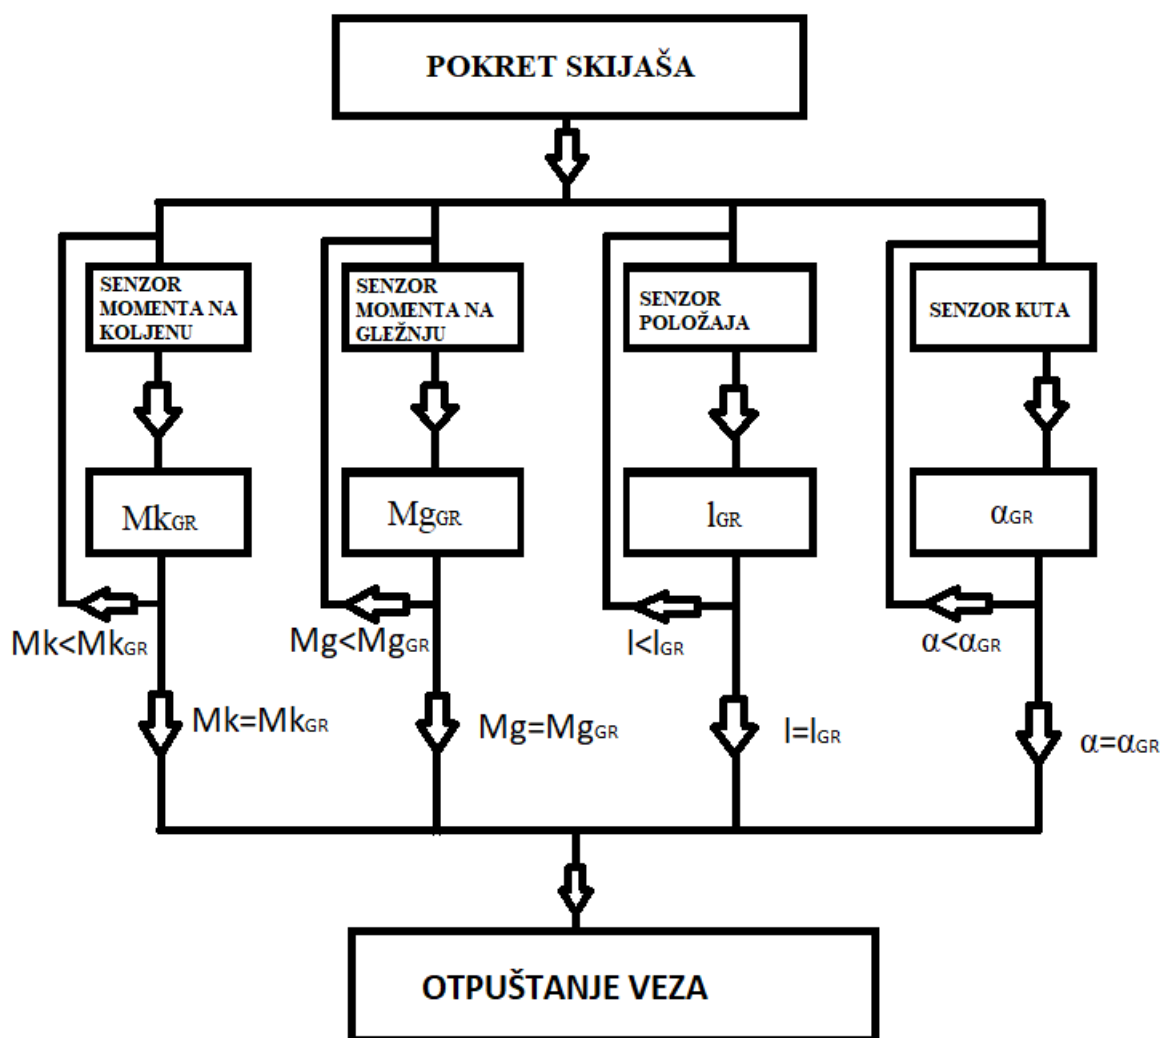 POKRET SKIJAŠA
SENZOR
MOMENTA NA
KOLJENU
SENZOR
MOMENTA NA
GLEŽNJU
SENZOR
POLOŽAJA
SENZOR KUTA
MkGR
MgGR
lGR
αGR
Mk<MkGR
Mg<MgGR
l<lGR
α<αGR
Mk=MkGR
Mg=MgGR
l=lGR
α=αGR
OTPUŠTANJE VEZA